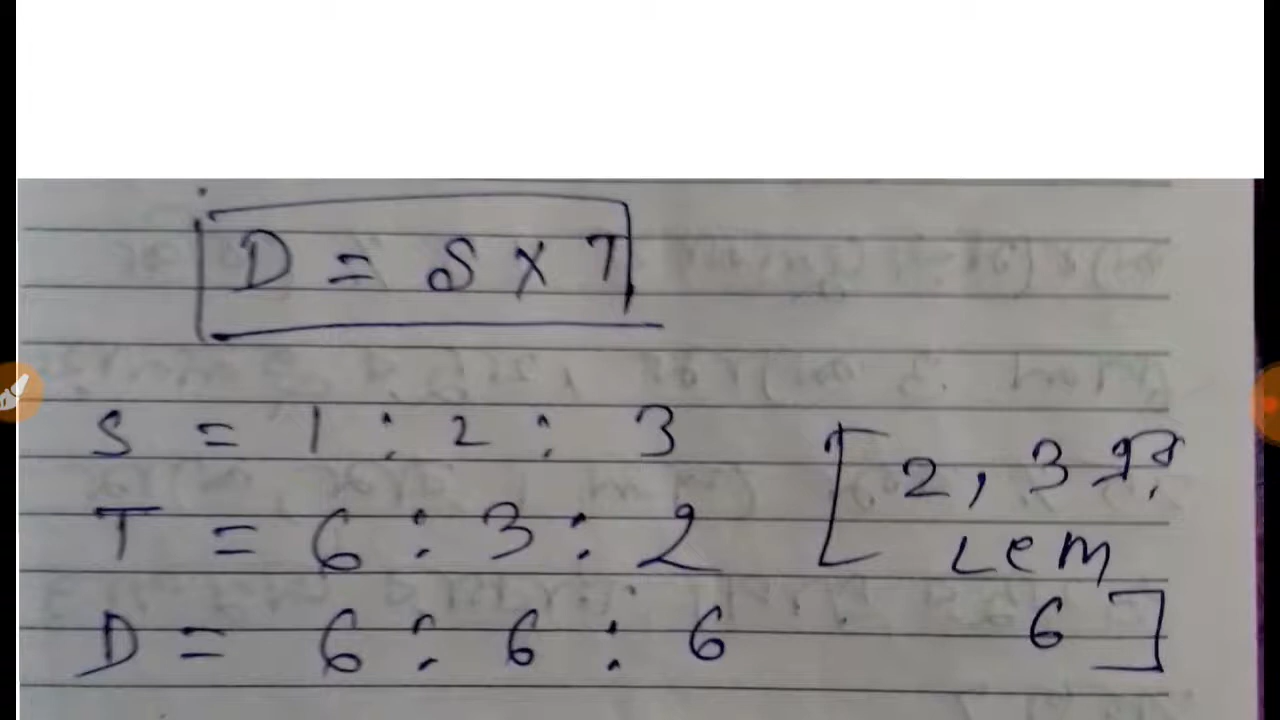 D = S × T
S = 1 : 2 : 3
[2, 3 এর
T = 6 : 3 : 2
Lcm
D = 6 : 6 : 6
6]